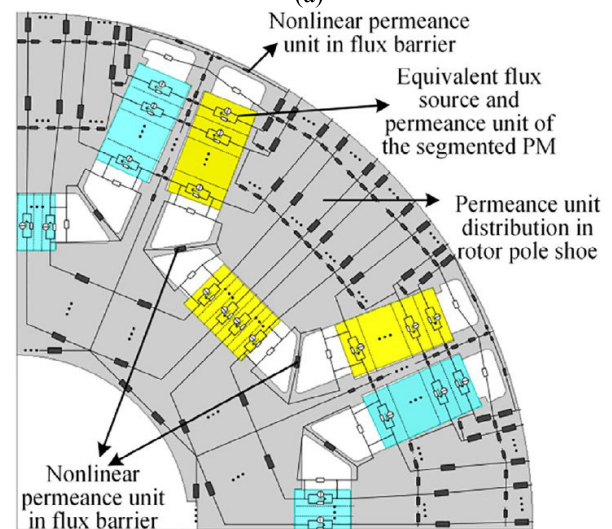 (a)
Nonlinear permeance
unit in flux barrier
Equivalent flux
source and
permeance unit of
the segmented PM
Permeance unit
distribution in
rotor pole shoe
Nonlinear
permeance unit
in flux barrier